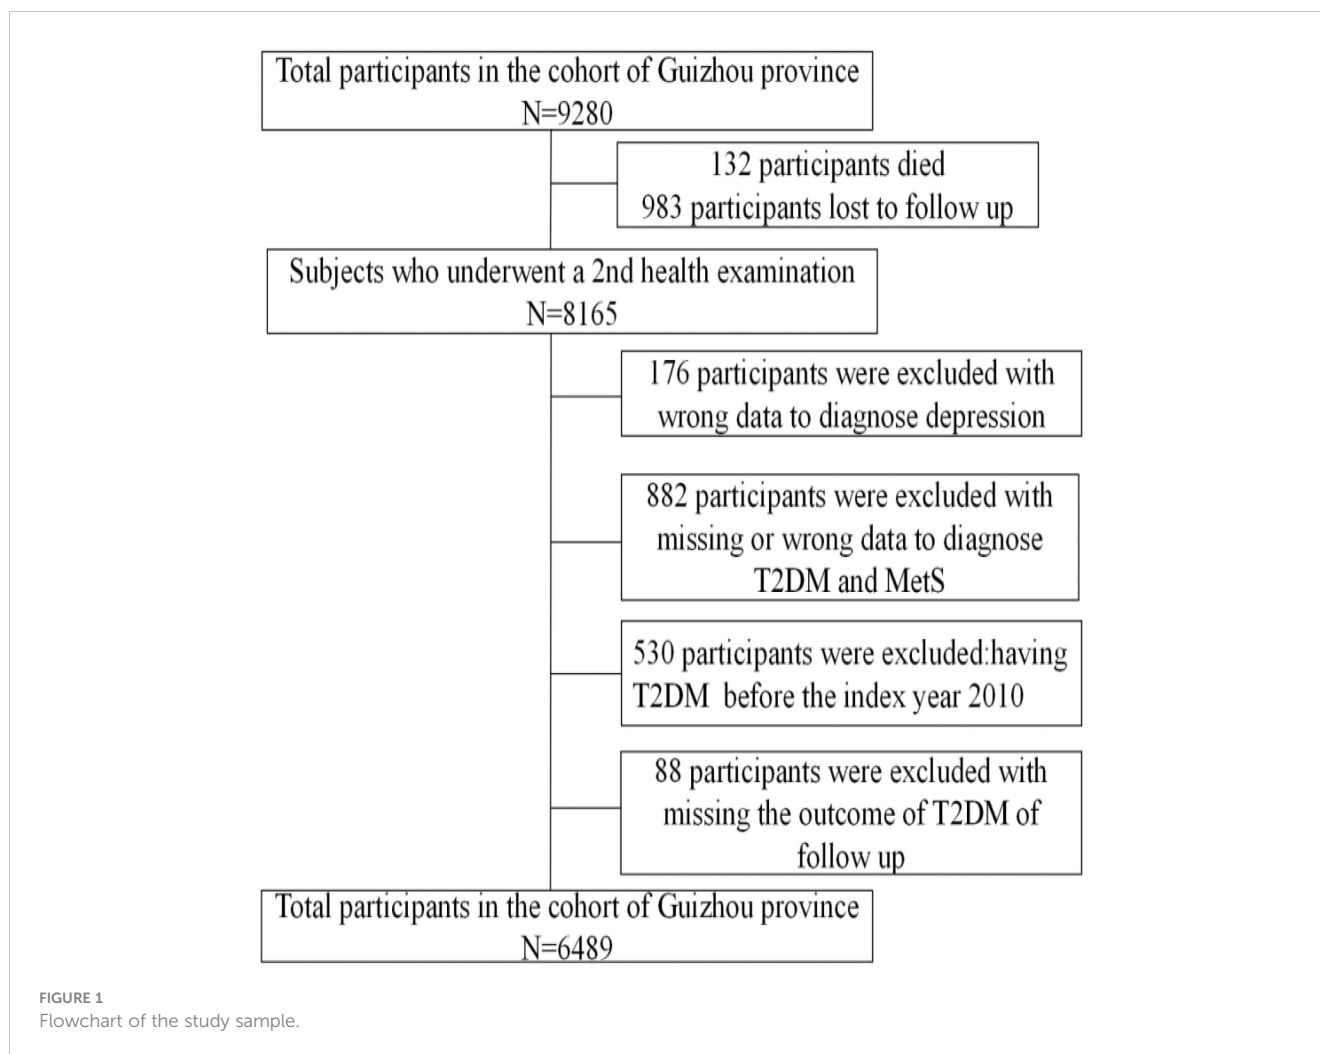 Total participants in the cohort of Guizhou province
N=9280
132 participants died
983 participants lost to follow up
Subjects who underwent a 2nd health examination
N=8165
176 participants were excluded with
wrong data to diagnose depression
882 participants were excluded with
missing or wrong data to diagnose
T2DM and MetS
530 participants were excluded:having
T2DM before the index year 2010
88 participants were excluded with
missing the outcome of T2DM of
follow up
Total participants in the cohort of Guizhou province
N=6489
FIGURE 1
Flowchart of the study sample.